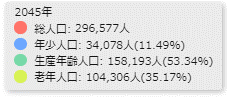 2045年
総人口: 296,577人
年少人口: 34,078人(11.49%)
生産年齢人口: 158,193人(53.34%)
老年人口: 104,306人(35.17%)